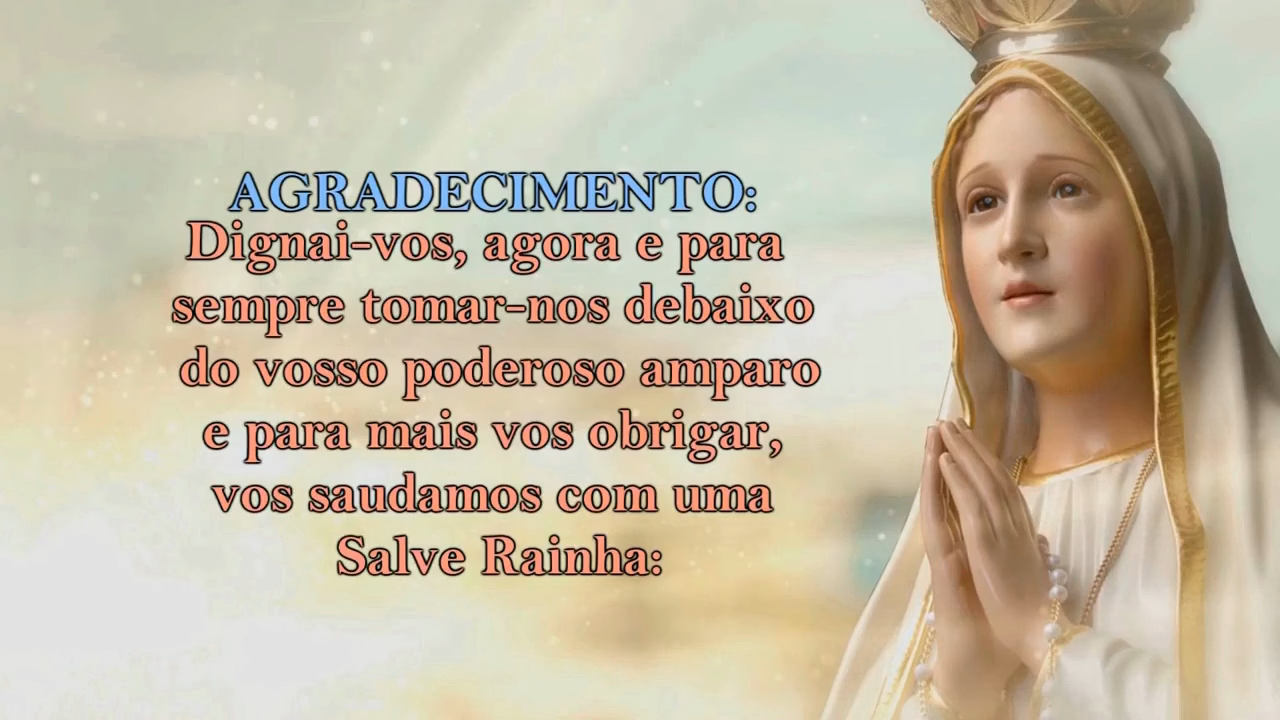 AGRADECIMENTO:
Dignai-vos, agora e para
sempre tomar-nos debaixo
do vosso poderoso amparo
e para mais vos obrigar,
vos saudamos com uma
Salve Rainha: